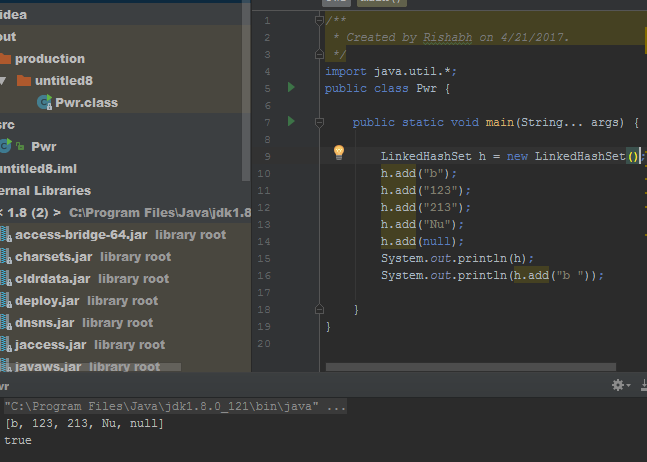 idea
out
production
untitled8
Pwr.class
src
Pwr
untitled8.iml
ernal Libraries
< 1.8 (2) > C:\Program Files\Java\jdk1.8
access-bridge-64.jar library root
charsets.jar library root
cldrdata.jar library root
deploy.jar library root
dnsns.jar library root
jaccess.jar library root
javaws.jar library root
1 /**
2 * Created by Rishabh on 4/21/2017.
3 */
4 import java.util.*;
5 public class Pwr {
6
7 public static void main(String... args) {
8
9 LinkedHashSet h = new LinkedHashSet();
10 h.add("b");
11 h.add("123");
12 h.add("213");
13 h.add("Nu");
14 h.add(null);
15 System.out.println(h);
16 System.out.println(h.add("b "));
17
18 }
19 }
20
wr
"C:\Program Files\Java\jdk1.8.0_121\bin\java" ...
[b, 123, 213, Nu, null]
true